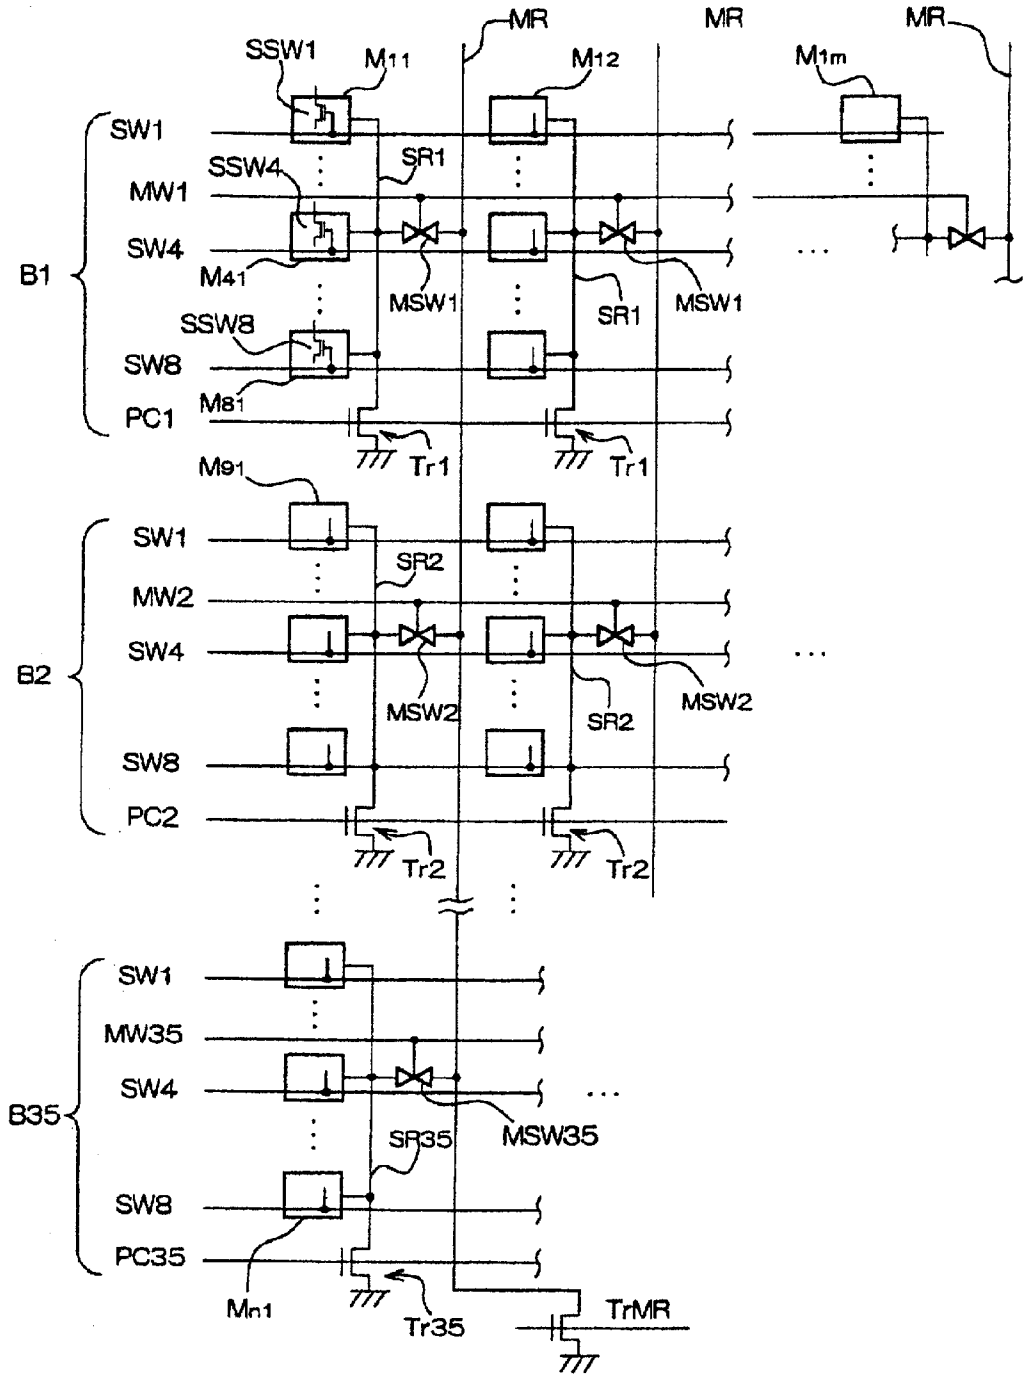 MR MR MR
SSW1 M11 M12 M1m
SW1
SSW4 SR1
MW1
SW4
B1 M41 MSW1 MSW1
SSW8 SR1
SW8
M81
PC1
Tr1 Tr1
M91
SW1
SR2
MW2
SW4
B2 MSW2 SR2 MSW2
SW8
PC2
Tr2 Tr2
SW1
MW35
SW4
B35 SR35 MSW35
SW8
PC35
Mn1 Tr35 TrMR